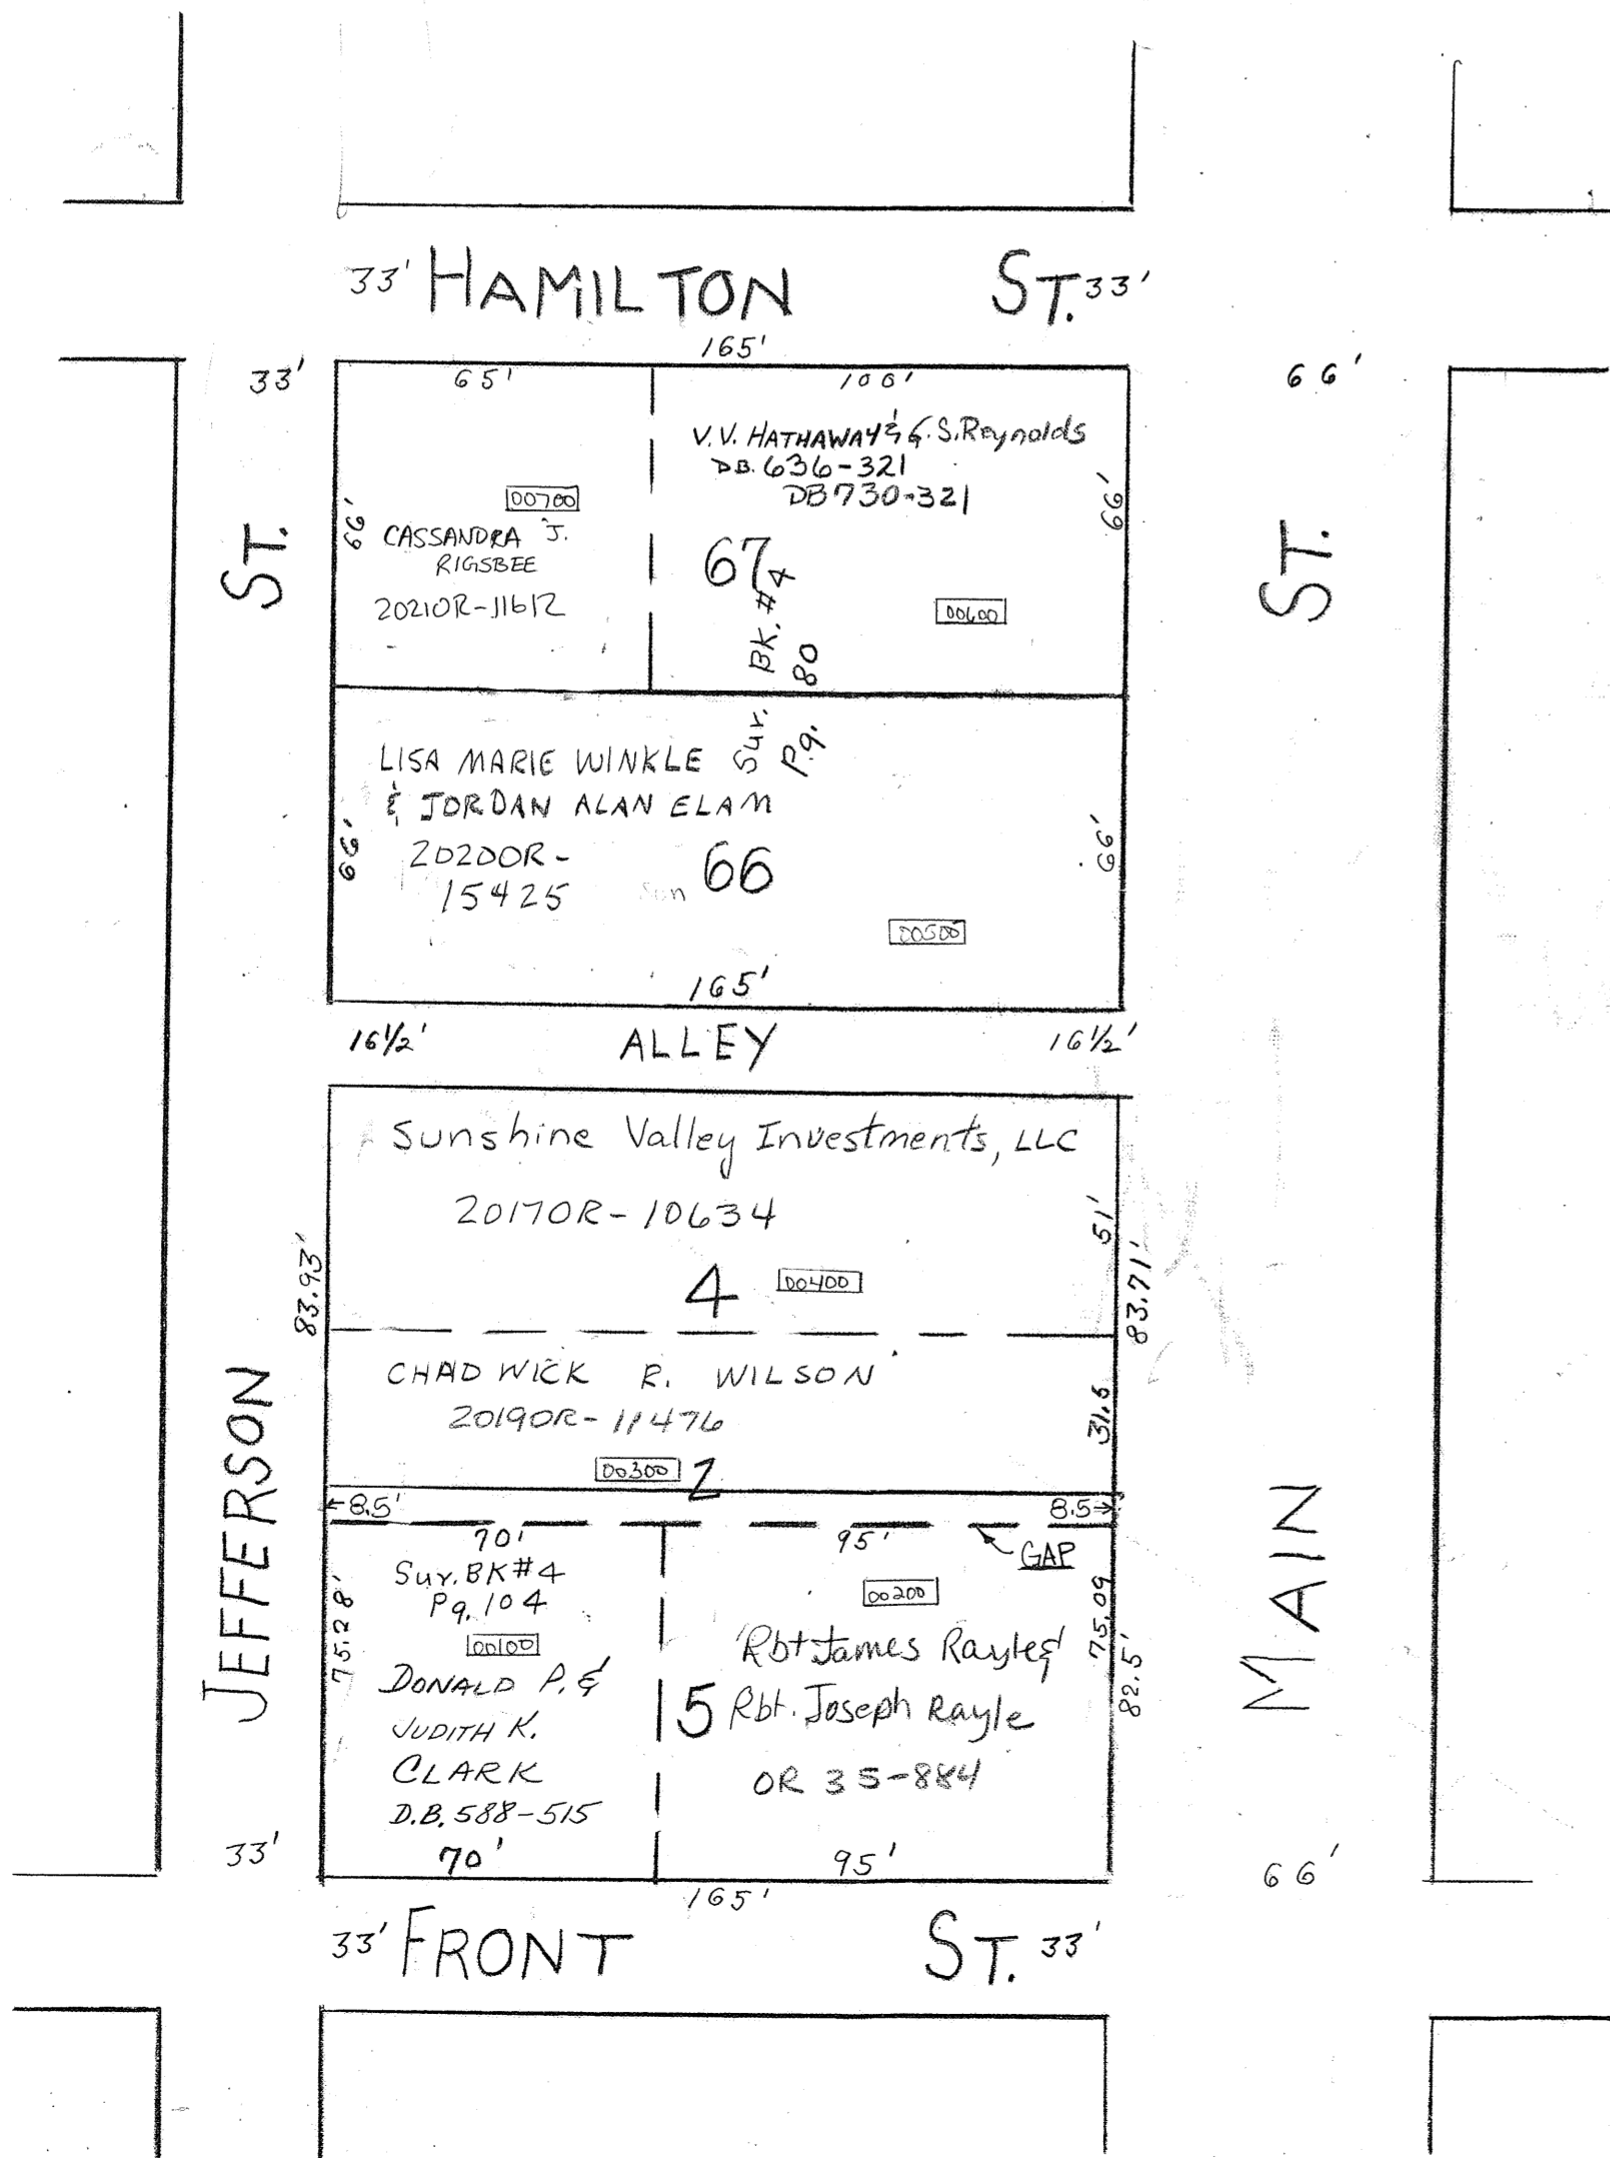 33' HAMILTON ST. 33'
165'
33'
65'
100'
66'
V.V. HATHAWAY & G.S. Reynolds
DB. 636-321
DB 730-321
00700
66'
66'
CASSANDRA J.
RIGSBEE
2021OR-11612
67
00600
Sur. BK. #4
Pg. 80
ST.
ST.
LISA MARIE WINKLE
& JORDAN ALAN ELAM
2020OR-
15425
66'
66
66'
00500
165'
16½' ALLEY 16½'
Sunshine Valley Investments, LLC
2017OR-10634
51'
83.93'
83.71'
4
00400
CHADWICK R. WILSON
2019OR-11476
31.5
00300
2
←8.5'
8.5→
70'
95'
GAP
Sur. BK #4
Pg. 104
00200
00100
75.28'
75.09
82.5'
DONALD P. &
JUDITH K.
CLARK
D.B. 588-515
5
Rbt James Rayle &
Rbt. Joseph Rayle
OR 35-884
JEFFERSON
MAIN
33'
70'
95'
66'
165'
33' FRONT ST. 33'